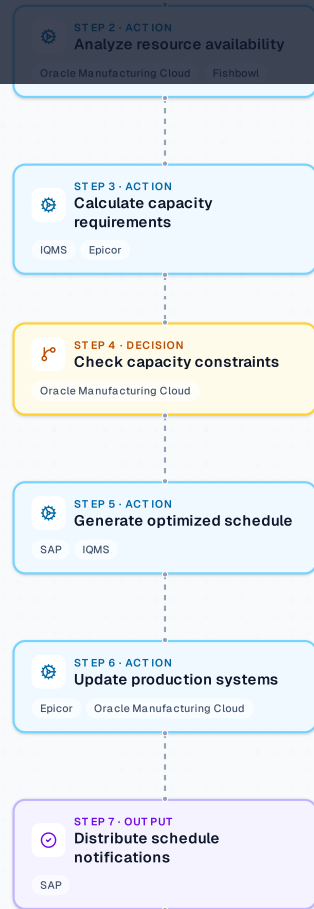 STEP 2 · ACTION
Analyze resource availability
Oracle Manufacturing Cloud Fishbowl
STEP 3 · ACTION
Calculate capacity
requirements
IQMS Epicor
STEP 4 · DECISION
Check capacity constraints
Oracle Manufacturing Cloud
STEP 5 · ACTION
Generate optimized schedule
SAP IQMS
STEP 6 · ACTION
Update production systems
Epicor Oracle Manufacturing Cloud
STEP 7 · OUTPUT
Distribute schedule
notifications
SAP